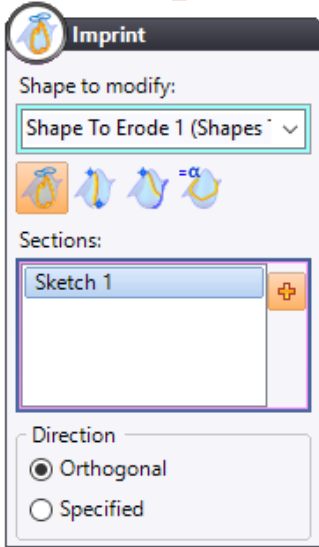 Imprint
Shape to modify:
Shape To Erode 1 (Shapes
=α
Sections:
Sketch 1
Direction
Orthogonal
Specified